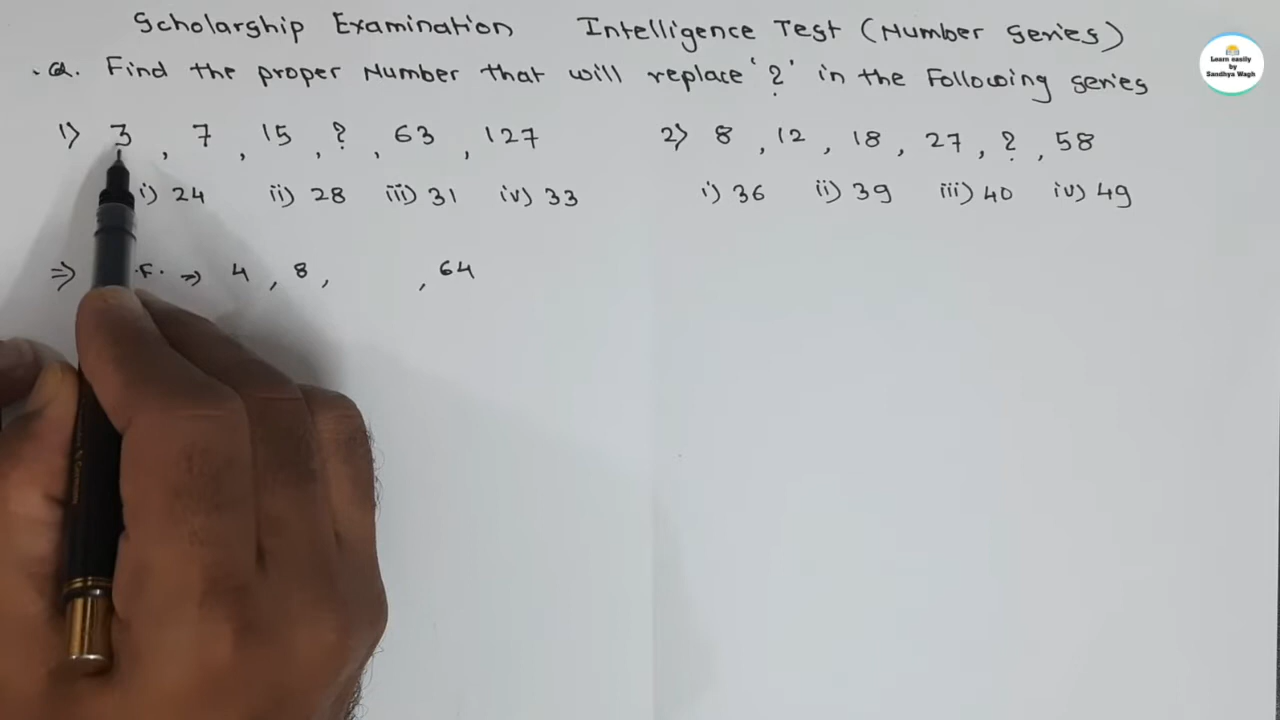 Scholarship Examination Intelligence Test (Number Series)
Q. Find the proper Number that will replace '?' in the Following series
1) 3, 7, 15, ?, 63, 127
i) 24 ii) 28 iii) 31 iv) 33
2) 8, 12, 18, 27, ?, 58
i) 36 ii) 39 iii) 40 iv) 49
⇒ .F. ⇒ 4, 8, , 64
Learn easily
by
Sandhya Wagh